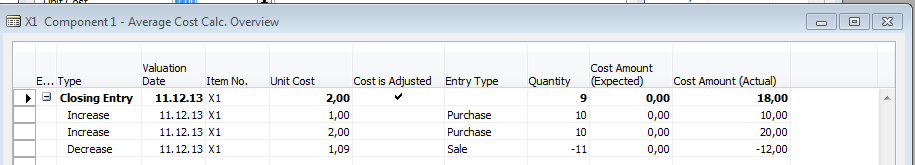 X1 Component 1 - Average Cost Calc. Overview
E... Type Valuation Date Item No. Unit Cost Cost is Adjusted Entry Type Quantity Cost Amount (Expected) Cost Amount (Actual)
Closing Entry 11.12.13 X1 2,00 ✔ 9 0,00 18,00
Increase 11.12.13 X1 1,00 Purchase 10 0,00 10,00
Increase 11.12.13 X1 2,00 Purchase 10 0,00 20,00
Decrease 11.12.13 X1 1,09 Sale -11 0,00 -12,00